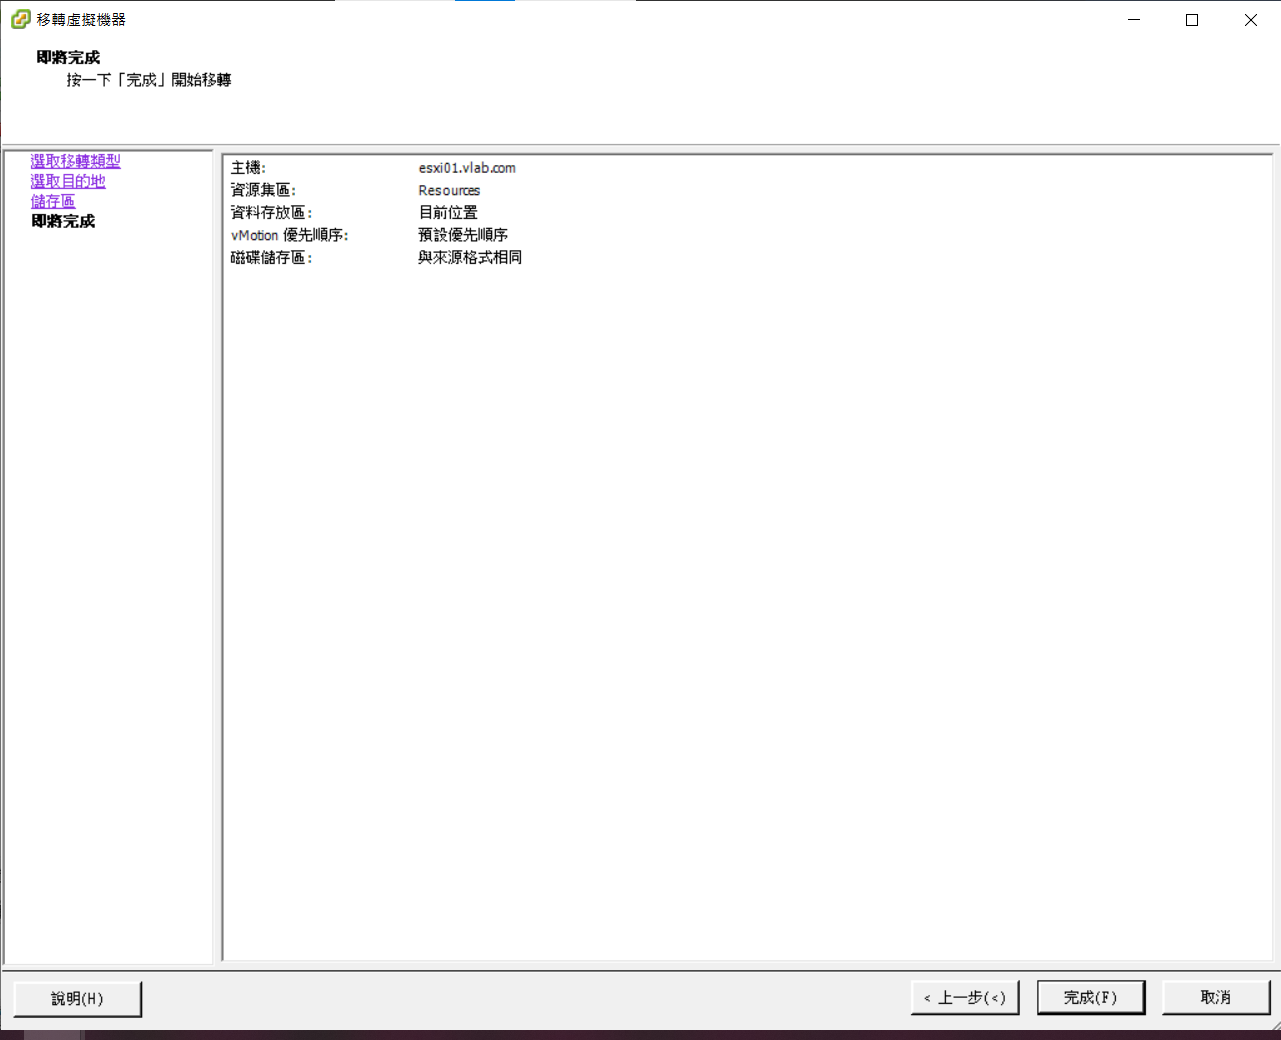 移轉虛擬機器
即將完成
按一下「完成」開始移轉
選取移轉類型
選取目的地
儲存區
即將完成
主機: esxi01.vlab.com
資源集區: Resources
資料存放區: 目前位置
vMotion 優先順序: 預設優先順序
磁碟儲存區: 與來源格式相同
說明(H)
< 上一步(<)
完成(F)
取消